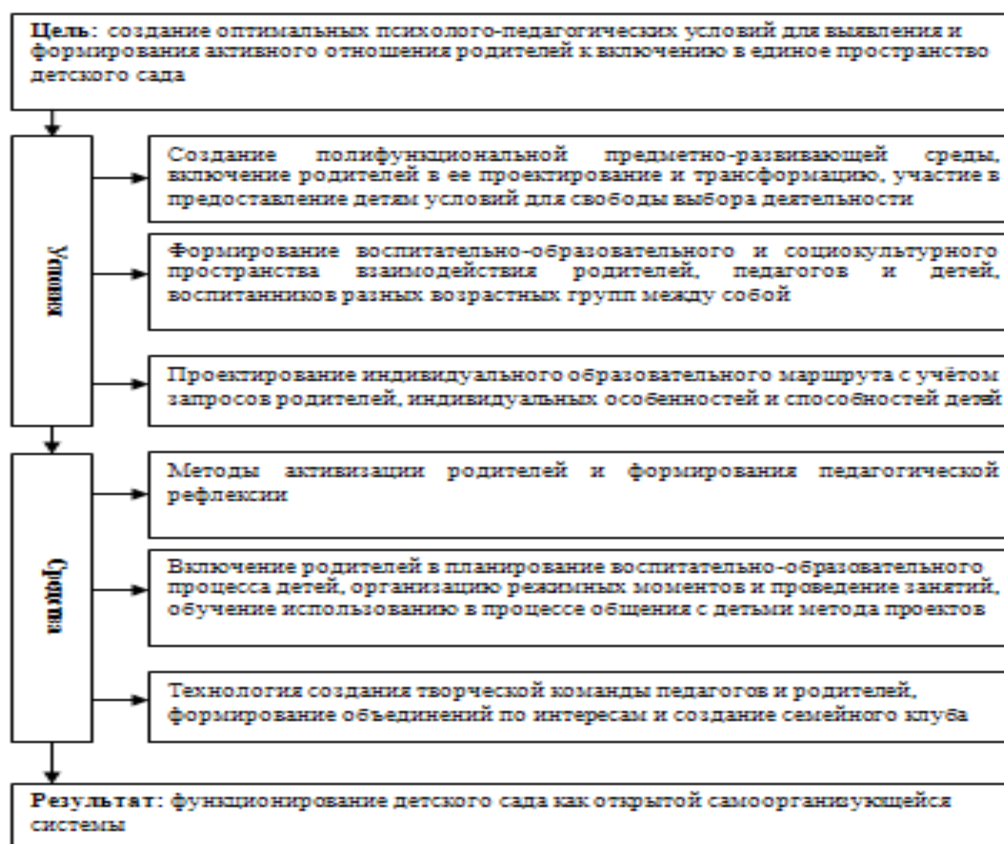 Цель: создание оптимальных психолого-педагогических условий для выявления и
формирования активного отношения родителей к включению в единое пространство
детского сада
Условия
Создание полифункциональной предметно-развивающей среды,
включение родителей в ее проектирование и трансформацию, участие в
предоставление детям условий для свободы выбора деятельности
Формирование воспитательно-образовательного и социокультурного
пространства взаимодействия родителей, педагогов и детей,
воспитанников разных возрастных групп между собой
Проектирование индивидуального образовательного маршрута с учётом
запросов родителей, индивидуальных особенностей и способностей детей
Средства
Методы активизации родителей и формирования педагогической
рефлексии
Включение родителей в планирование воспитательно-образовательного
процесса детей, организацию режимных моментов и проведение занятий,
обучение использованию в процессе общения с детьми метода проектов
Технология создания творческой команды педагогов и родителей,
формирование объединений по интересам и создание семейного клуба
Результат: функционирование детского сада как открытой самоорганизующейся
системы